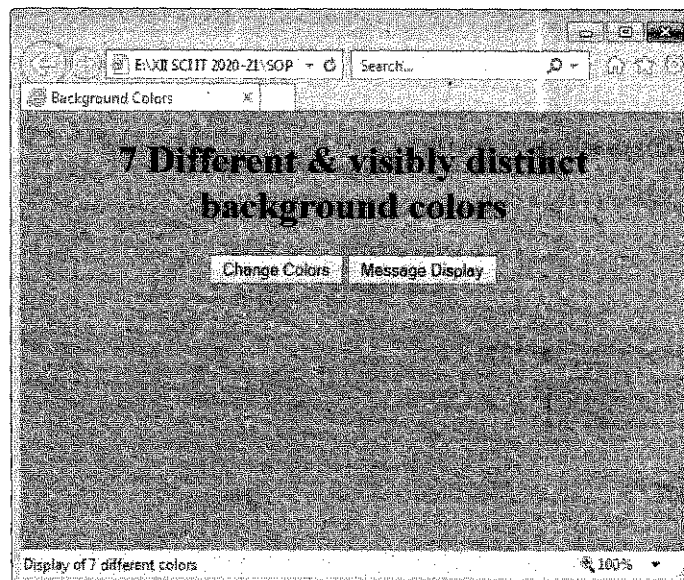 E:\XII SCI IT 2020-21\SOP
Search...
Background Colors
7 Different & visibly distinct
background colors
Change Colors
Message Display
Display of 7 different colors
100%